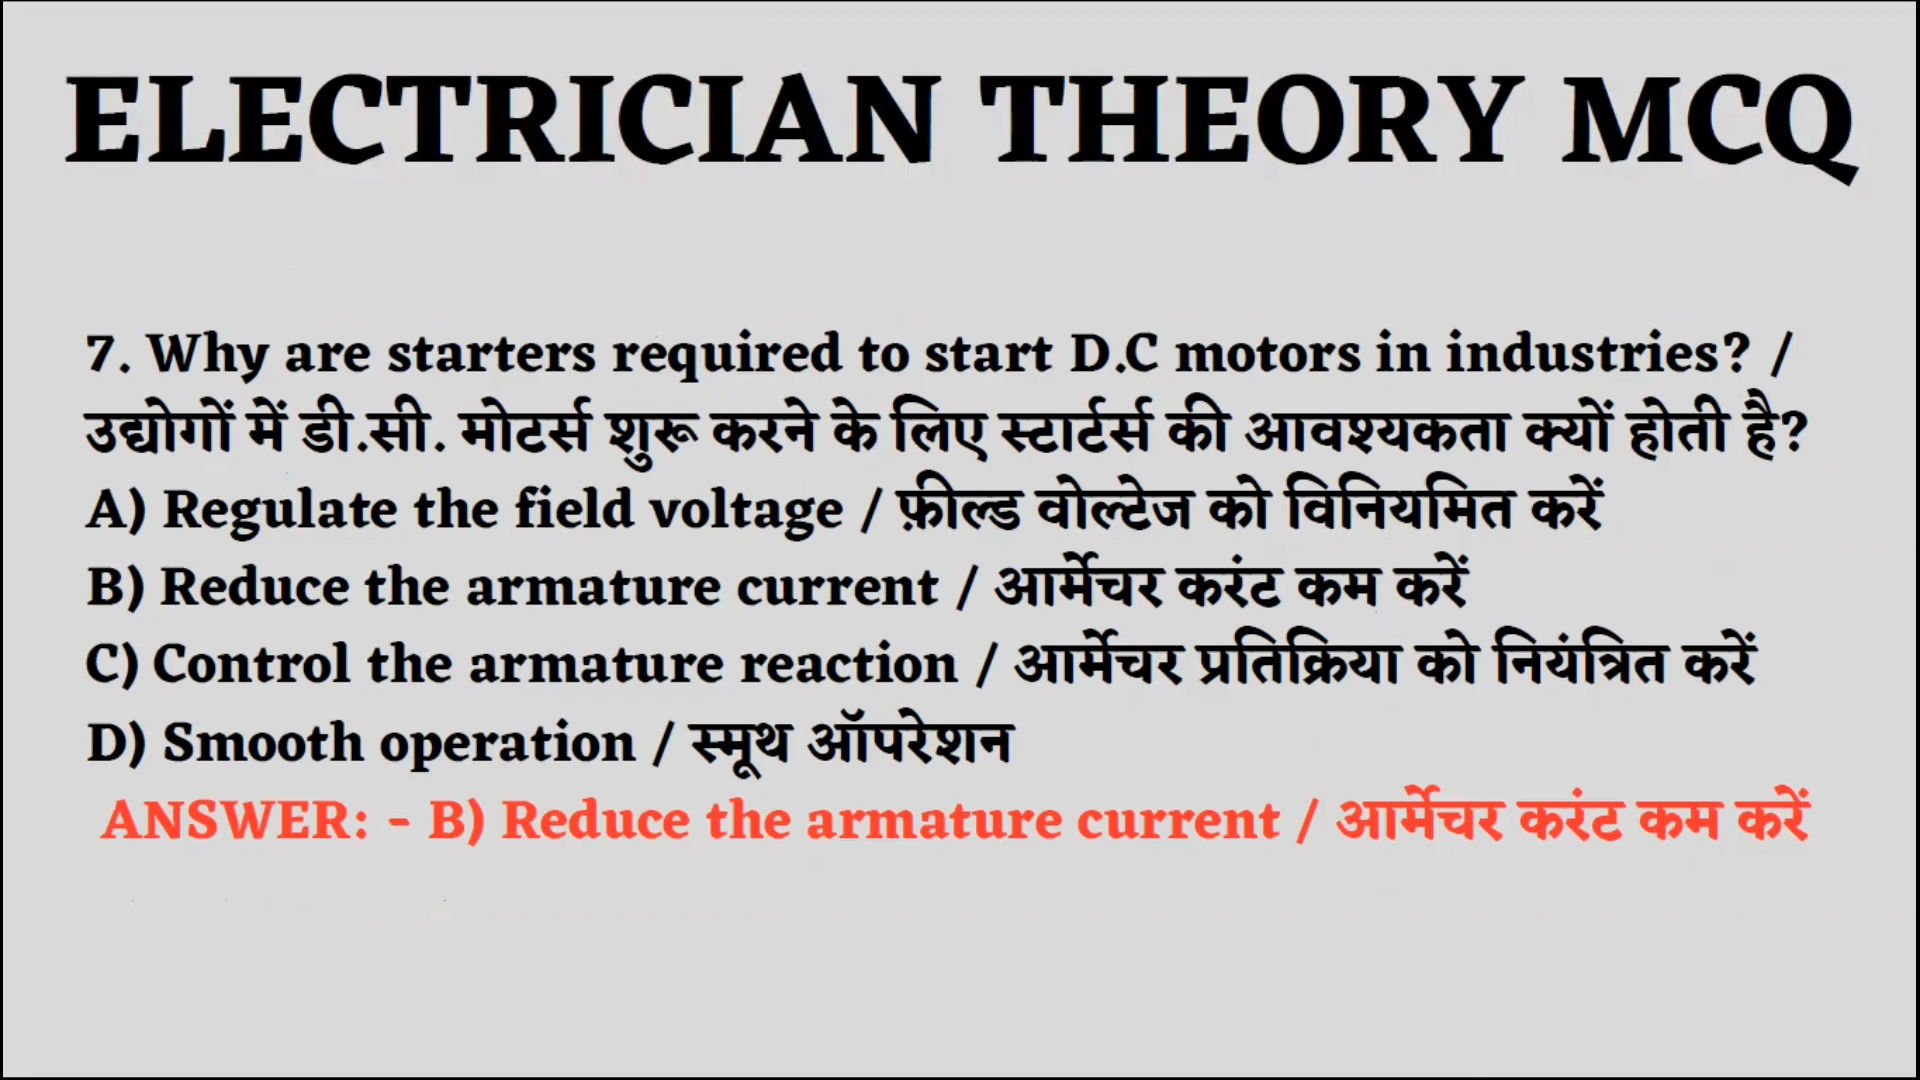 ELECTRICIAN THEORY MCQ
7. Why are starters required to start D.C motors in industries? /
उद्योगों में डी.सी. मोटर्स शुरू करने के लिए स्टार्टर्स की आवश्यकता क्यों होती है?
A) Regulate the field voltage / फ़ील्ड वोल्टेज को विनियमित करें
B) Reduce the armature current / आर्मेचर करंट कम करें
C) Control the armature reaction / आर्मेचर प्रतिक्रिया को नियंत्रित करें
D) Smooth operation / स्मूथ ऑपरेशन
ANSWER: - B) Reduce the armature current / आर्मेचर करंट कम करें